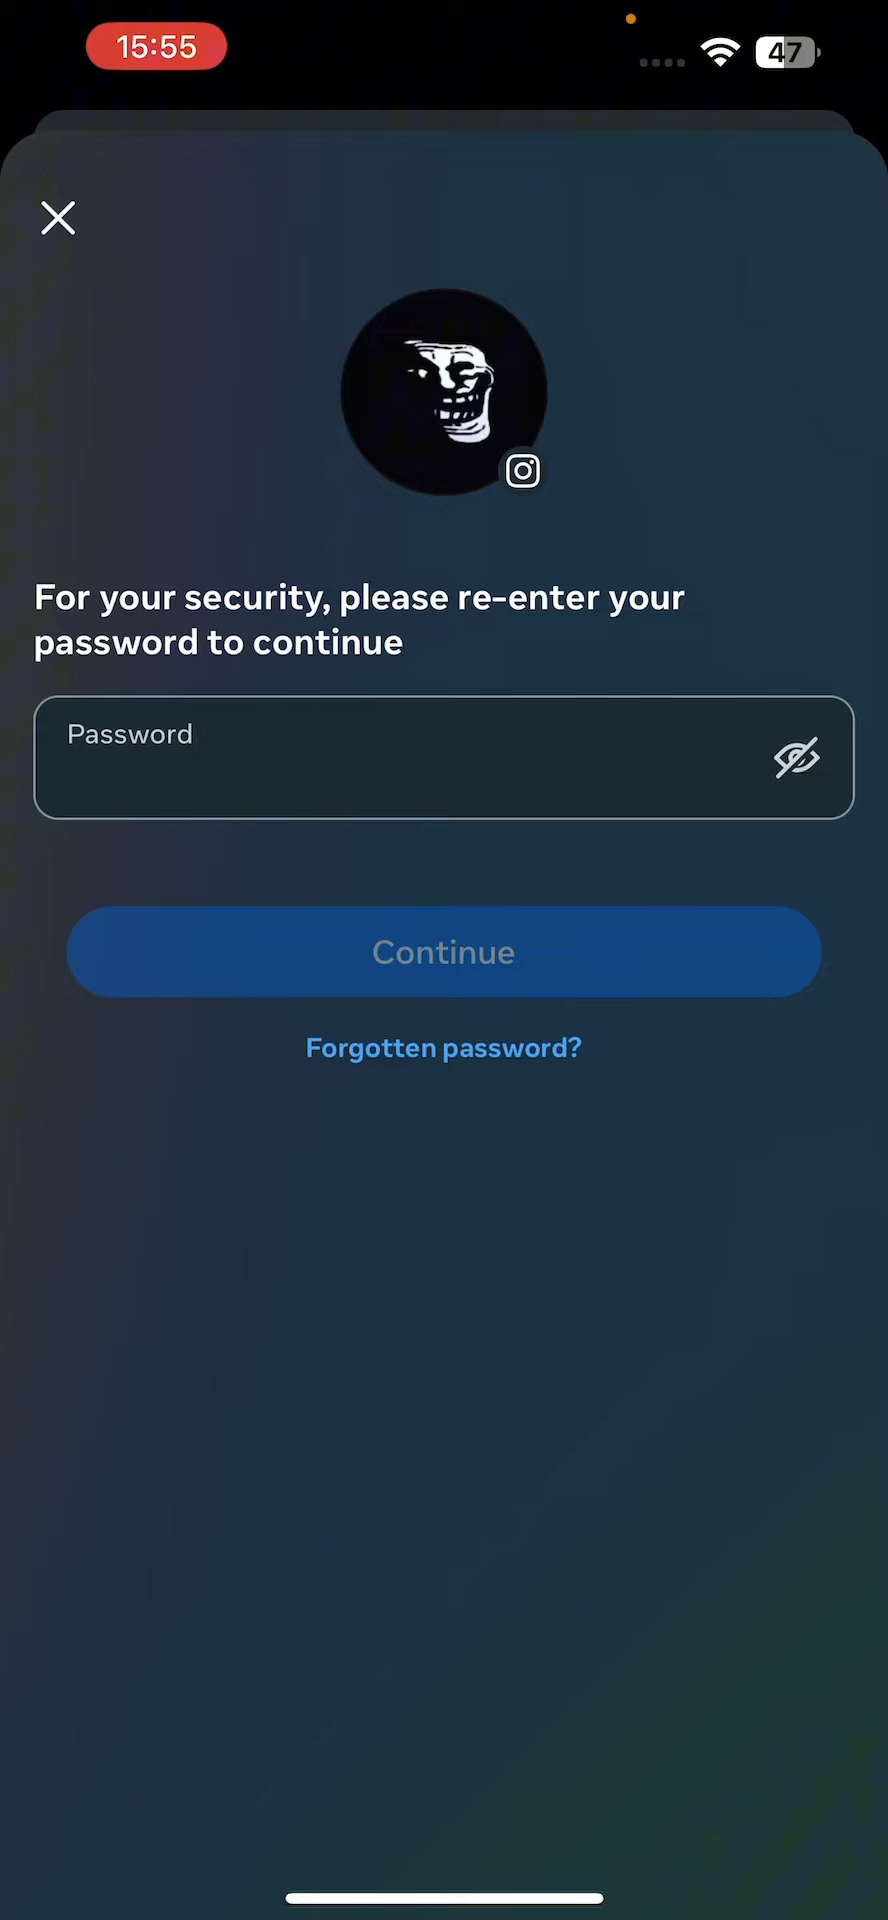 15:55
47
For your security, please re-enter your
password to continue
Password
Continue
Forgotten password?